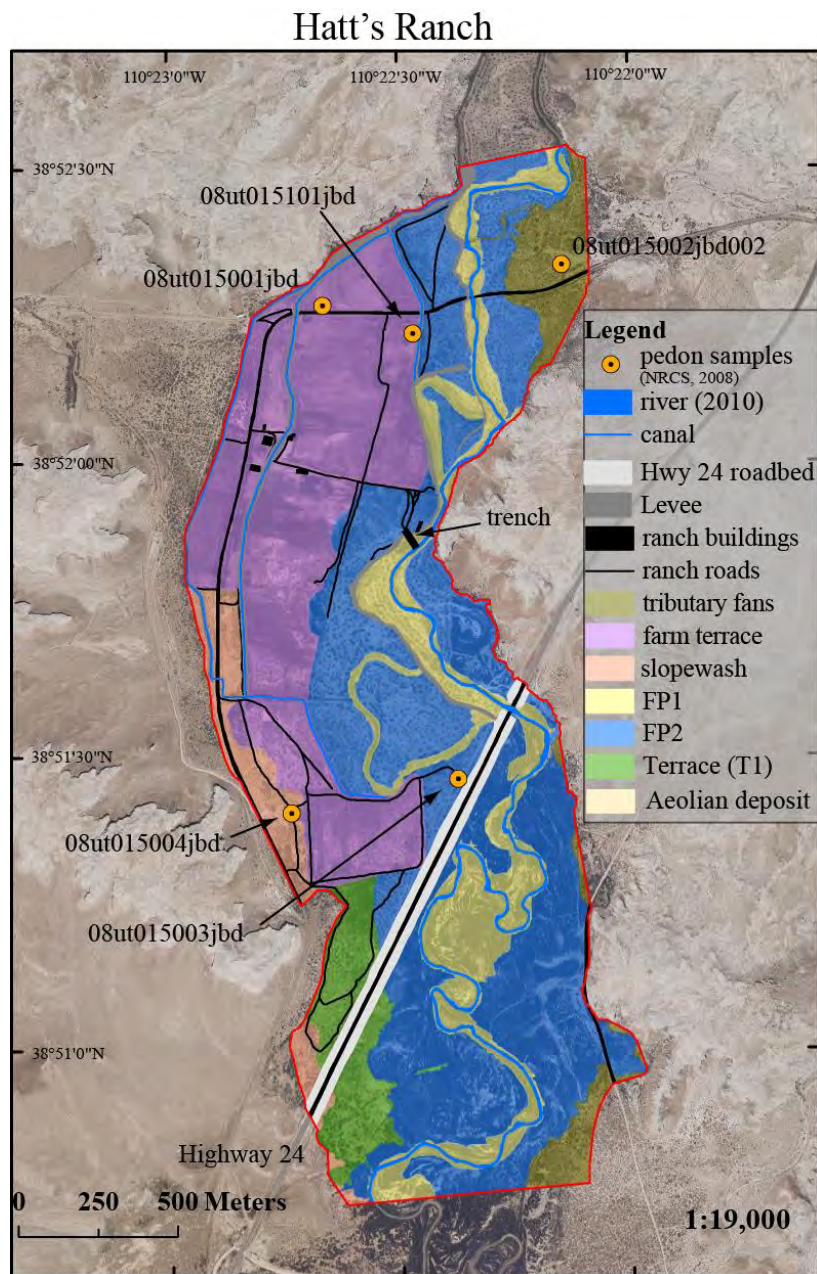 Hatt's Ranch
110°23'0"W
110°22'30"W
110°22'0"W
38°52'30"N
08ut015101jbd
08ut015002jbd002
08ut015001jbd
Legend
pedon samples
(NRCS, 2008)
river (2010)
canal
38°52'00"N
Hwy 24 roadbed
Levee
trench
ranch buildings
ranch roads
tributary fans
farm terrace
slopewash
FP1
FP2
38°51'30"N
Terrace (T1)
Aeolian deposit
08ut015004jbd
08ut015003jbd
38°51'0"N
Highway 24
0 250 500 Meters
1:19,000